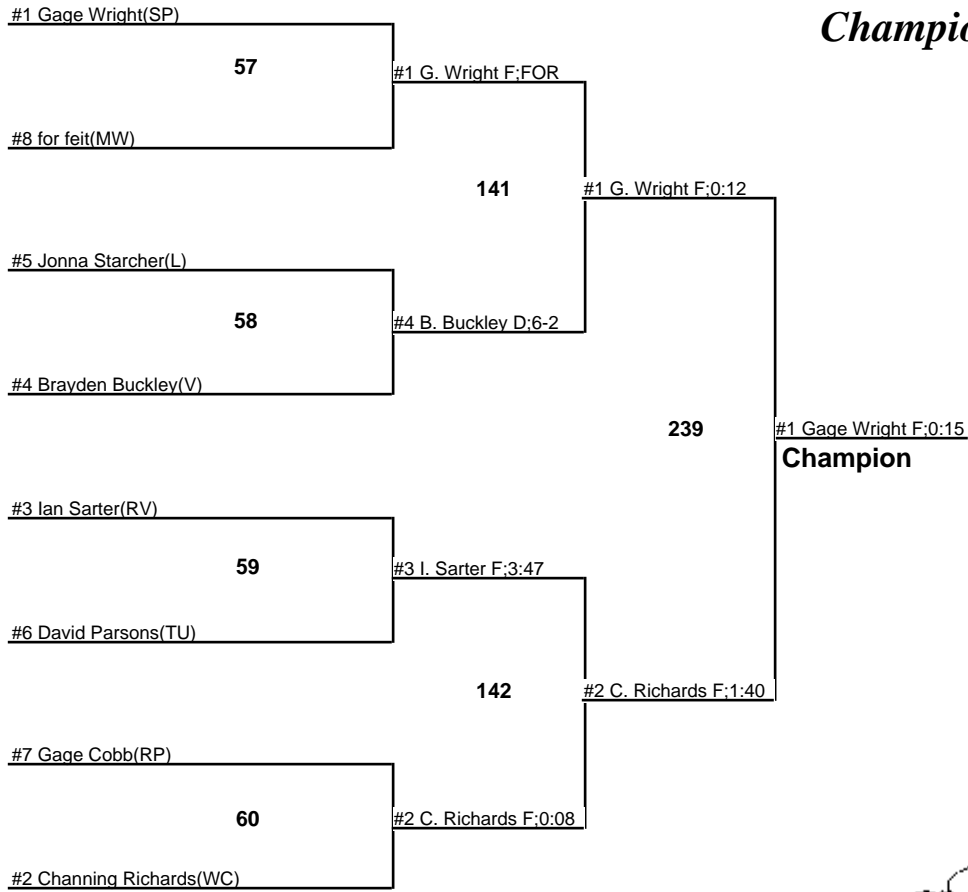 #1 Gage Wright(SP)
Champio
57
#1 G. Wright F;FOR
#8 for feit(MW)
141
#1 G. Wright F;0:12
#5 Jonna Starcher(L)
58
#4 B. Buckley D;6-2
#4 Brayden Buckley(V)
239
#1 Gage Wright F;0:15
Champion
#3 Ian Sarter(RV)
59
#3 I. Sarter F;3:47
#6 David Parsons(TU)
142
#2 C. Richards F;1:40
#7 Gage Cobb(RP)
60
#2 C. Richards F;0:08
#2 Channing Richards(WC)